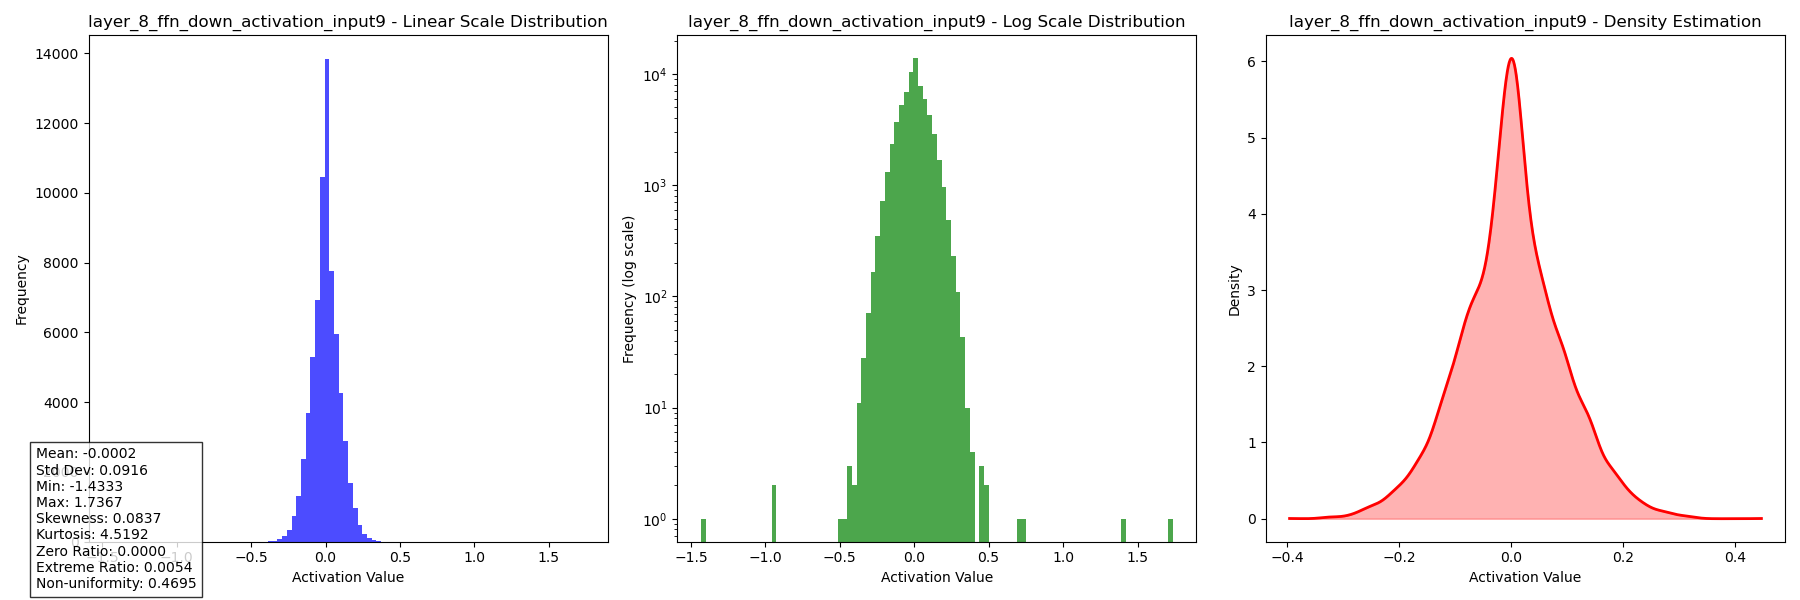 layer_8_ffn_down_activation_input9 - Linear Scale Distribution
14000
12000
10000
8000
6000
4000
Frequency
Mean: -0.0002
Std Dev: 0.0916
Min: -1.4333
Max: 1.7367
Skewness: 0.0837
Kurtosis: 4.5192
Zero Ratio: 0.0000
Extreme Ratio: 0.0054
Non-uniformity: 0.4695
−1.0 −0.5 0.0 0.5 1.0 1.5
Activation Value
layer_8_ffn_down_activation_input9 - Log Scale Distribution
10^4
10^3
10^2
10^1
10^0
Frequency (log scale)
−1.5 −1.0 −0.5 0.0 0.5 1.0 1.5
Activation Value
layer_8_ffn_down_activation_input9 - Density Estimation
6
5
4
3
2
1
0
Density
−0.4 −0.2 0.0 0.2 0.4
Activation Value